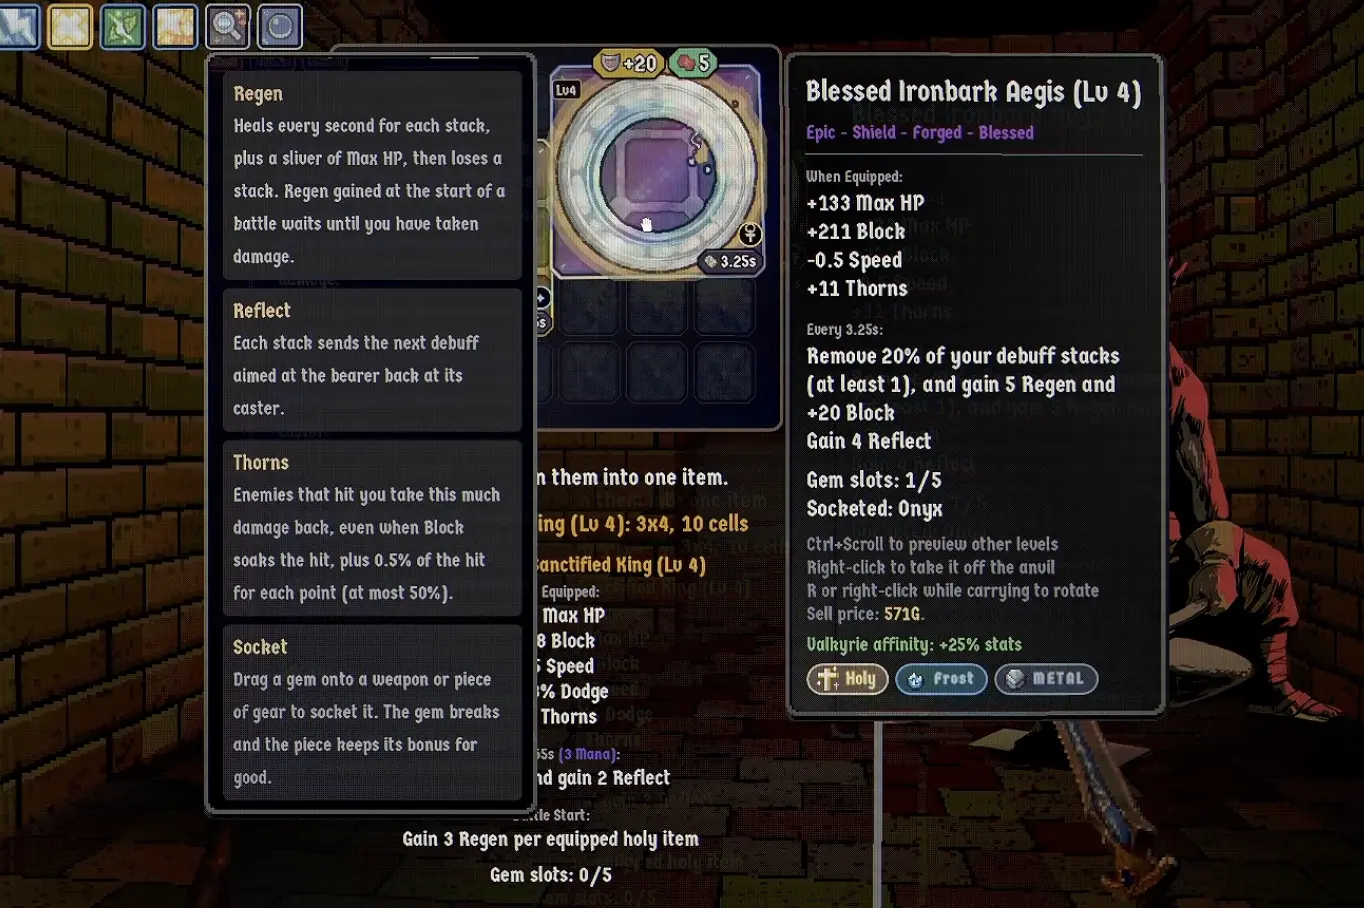 Regen
Heals every second for each stack,
plus a sliver of Max HP, then loses a
stack. Regen gained at the start of a
battle waits until you have taken
damage.
Reflect
Each stack sends the next debuff
aimed at the bearer back at its
caster.
Thorns
Enemies that hit you take this much
damage back, even when Block
soaks the hit, plus 0.5% of the hit
for each point (at most 50%).
Socket
Drag a gem onto a weapon or piece
of gear to socket it. The gem breaks
and the piece keeps its bonus for
good.
+20
5
Lv4
3.25s
n them into one item.
ing (Lv 4): 3x4, 10 cells
Sanctified King (Lv 4)
Equipped:
Max HP
8 Block
Speed
% Dodge
Thorns
5s (3 Mana):
nd gain 2 Reflect
Start:
Gain 3 Regen per equipped holy item
Gem slots: 0/5
Blessed Ironbark Aegis (Lv 4)
Epic - Shield - Forged - Blessed
When Equipped:
+133 Max HP
+211 Block
-0.5 Speed
+11 Thorns
Every 3.25s:
Remove 20% of your debuff stacks
(at least 1), and gain 5 Regen and
+20 Block
Gain 4 Reflect
Gem slots: 1/5
Socketed: Onyx
Ctrl+Scroll to preview other levels
Right-click to take it off the anvil
R or right-click while carrying to rotate
Sell price: 571G.
Valkyrie affinity: +25% stats
Holy
Frost
METAL